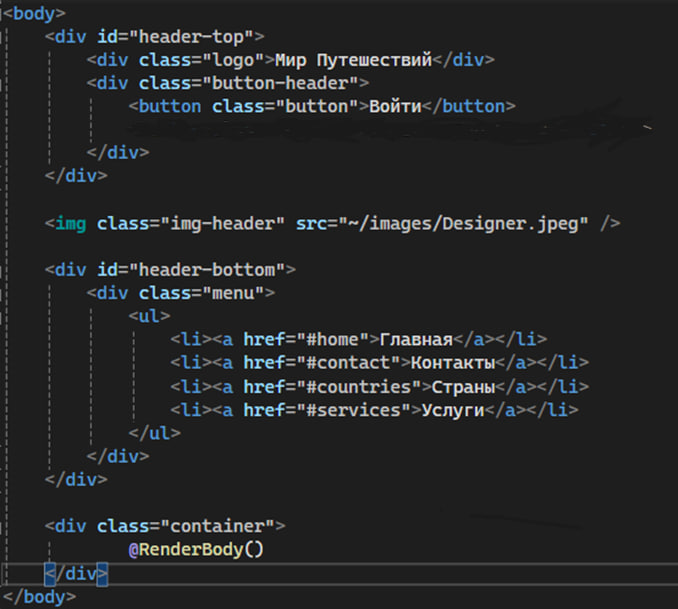 <body>
<div id="header-top">
<div class="logo">Мир Путешествий</div>
<div class="button-header">
<button class="button">Войти</button>
</div>
</div>
<img class="img-header" src="~/images/Designer.jpeg" />
<div id="header-bottom">
<div class="menu">
<ul>
<li><a href="#home">Главная</a></li>
<li><a href="#contact">Контакты</a></li>
<li><a href="#countries">Страны</a></li>
<li><a href="#services">Услуги</a></li>
</ul>
</div>
</div>
<div class="container">
@RenderBody()
</div>
</body>